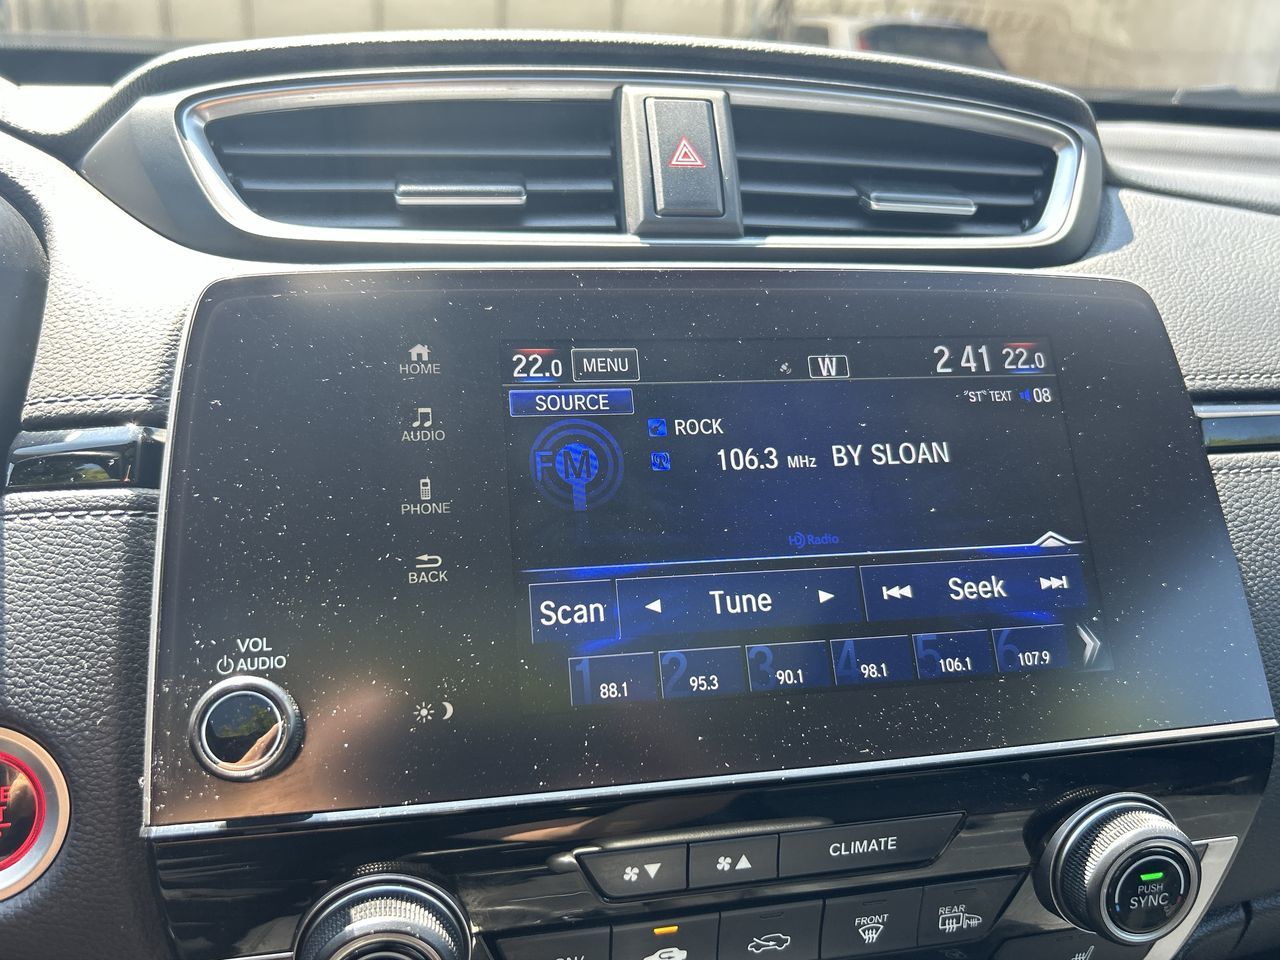 HOME
22.0 MENU W 2 41 22.0
SOURCE "ST" TEXT 08
AUDIO
FM ROCK
106.3 MHz BY SLOAN
PHONE
HD Radio
BACK
Scan Tune Seek
VOL
AUDIO
1 88.1 2 95.3 3 90.1 4 98.1 5 106.1 6 107.9
CLIMATE
PUSH
SYNC
FRONT REAR